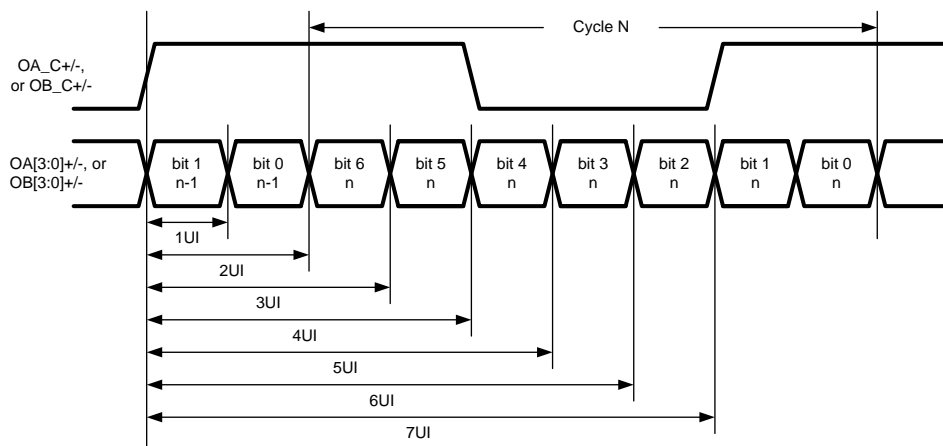 Cycle N
OA_C+/-,
or OB_C+/-
OA[3:0]+/-, or
OB[3:0]+/-
bit 1 bit 0 bit 6 bit 5 bit 4 bit 3 bit 2 bit 1 bit 0
n-1 n-1 n n n n n n n
1UI
2UI
3UI
4UI
5UI
6UI
7UI